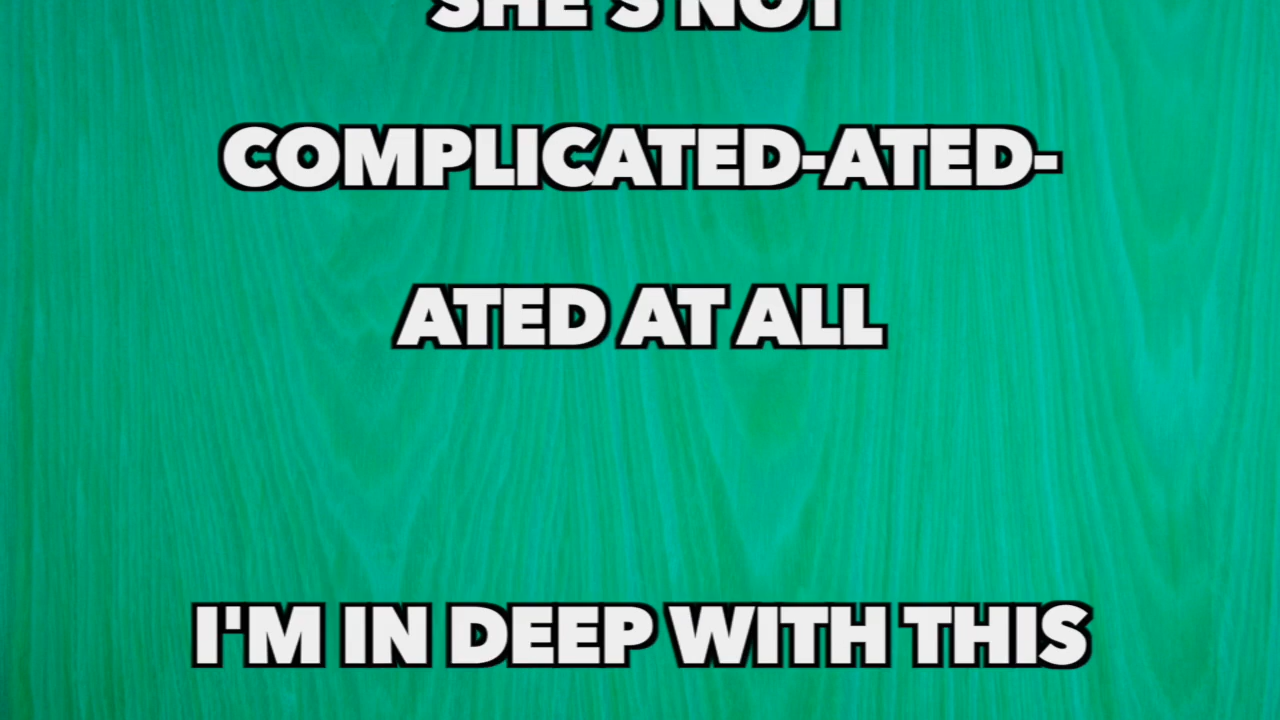 SHE'S NOT
COMPLICATED-ATED-
ATED AT ALL
I'M IN DEEP WITH THIS